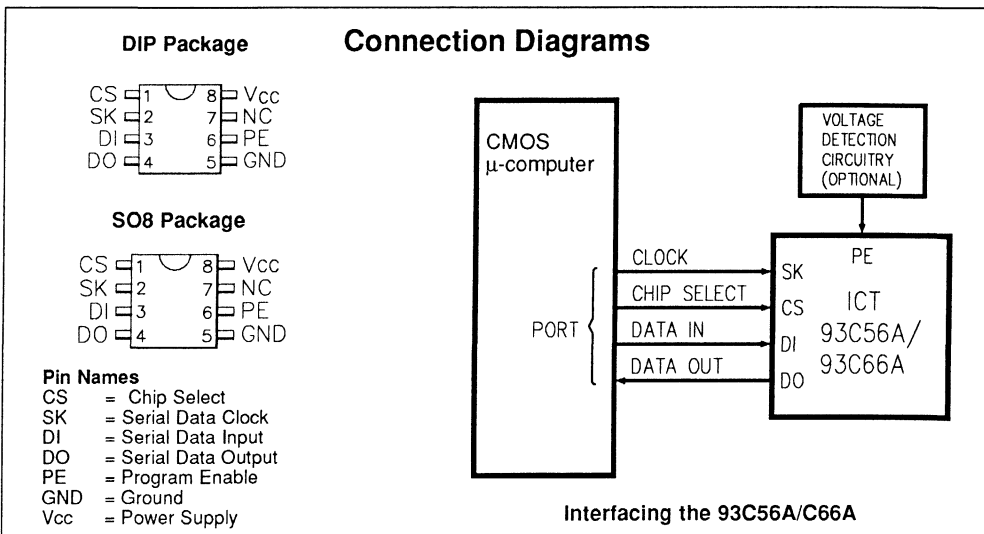 Connection Diagrams
DIP Package
CS 1 8 Vcc
SK 2 7 NC
DI 3 6 PE
DO 4 5 GND
SO8 Package
CS 1 8 Vcc
SK 2 7 NC
DI 3 6 PE
DO 4 5 GND
Pin Names
CS = Chip Select
SK = Serial Data Clock
DI = Serial Data Input
DO = Serial Data Output
PE = Program Enable
GND = Ground
Vcc = Power Supply
CMOS
μ-computer
PORT
CLOCK
CHIP SELECT
DATA IN
DATA OUT
VOLTAGE
DETECTION
CIRCUITRY
(OPTIONAL)
PE
SK
CS
DI
DO
ICT
93C56A/
93C66A
Interfacing the 93C56A/C66A